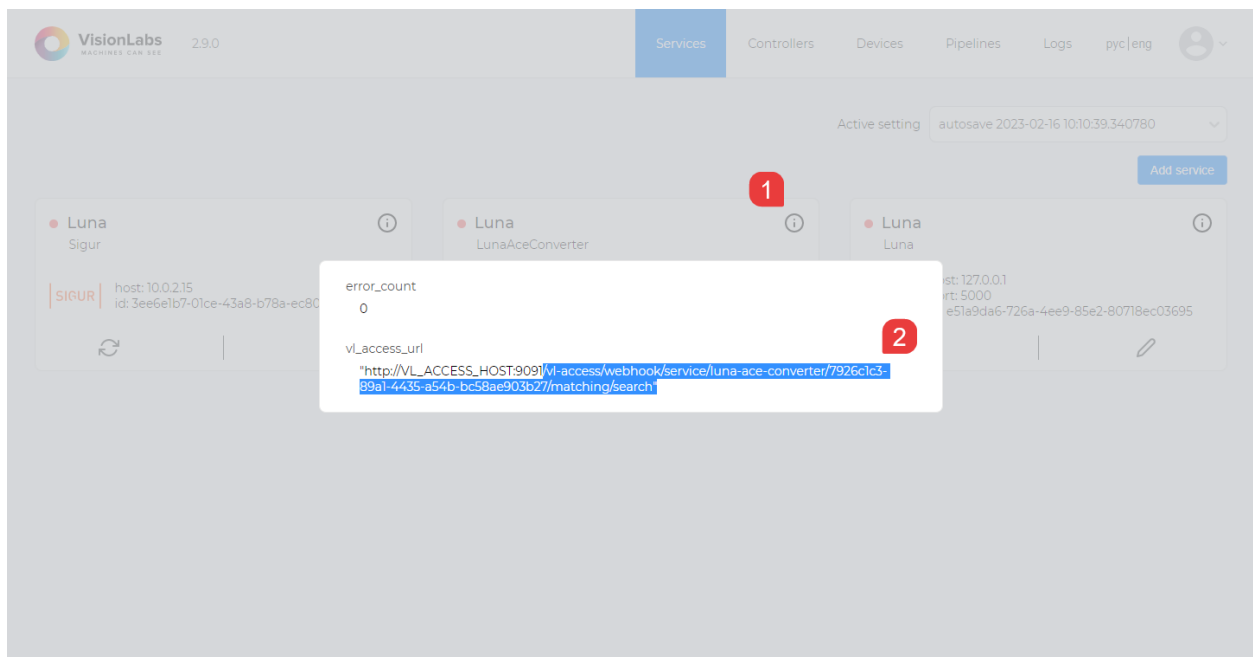 VisionLabs
MACHINES CAN SEE
2.9.0
Services
Controllers
Devices
Pipelines
Logs
рус|eng
Active setting
autosave 2023-02-16 10:10:39.340780
Add service
1
Luna
Sigur
Luna
LunaAceConverter
Luna
Luna
SIGUR
host: 10.0.2.15
id: 3ee6e1b7-01ce-43a8-b78a-ec80
st: 127.0.0.1
rt: 5000
e51a9da6-726a-4ee9-85e2-80718ec03695
error_count
0
2
vl_access_url
"http://VL_ACCESS_HOST:9091/vl-access/webhook/service/luna-ace-converter/7926c1c3-
89a1-4435-a54b-bc58ae903b27/matching/search"